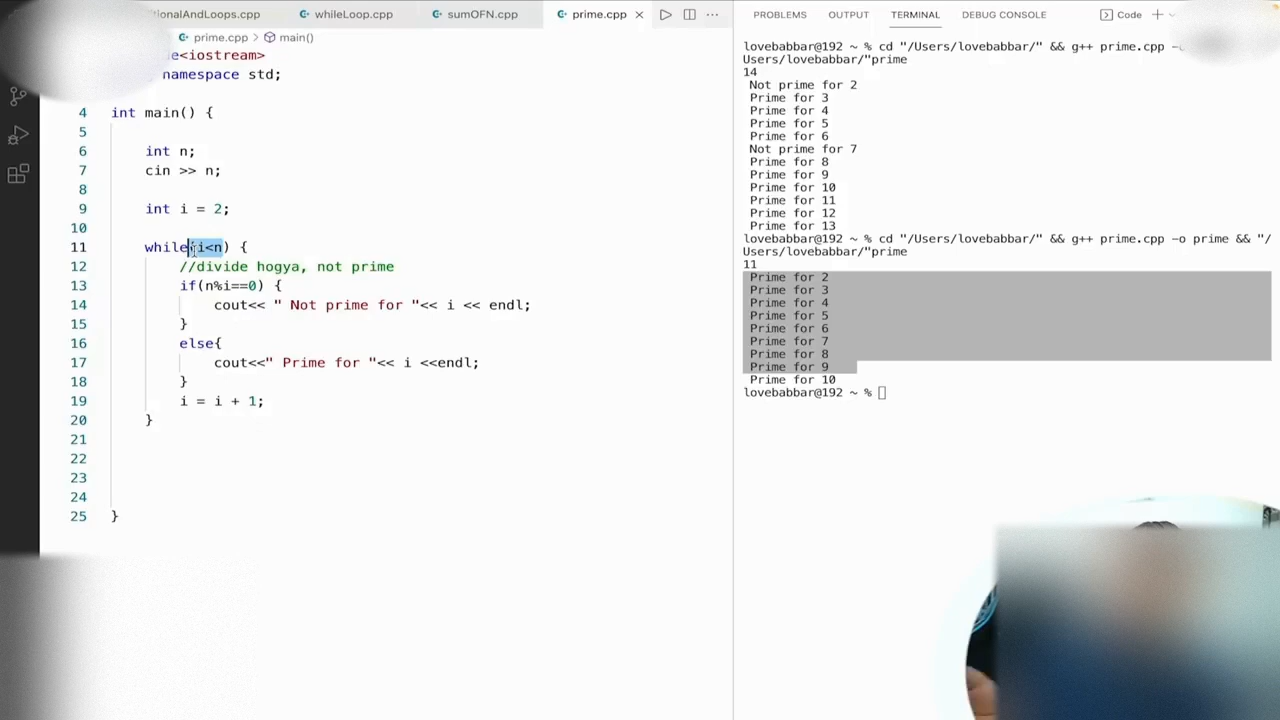 itionalAndLoops.cpp whileLoop.cpp sumOFN.cpp prime.cpp
prime.cpp > main()
e<iostream>
namespace std;
4 int main() {
5
6 int n;
7 cin >> n;
8
9 int i = 2;
10
11 while(i<n) {
12 //divide hogya, not prime
13 if(n%i==0) {
14 cout<< " Not prime for "<< i << endl;
15 }
16 else{
17 cout<<" Prime for "<< i <<endl;
18 }
19 i = i + 1;
20 }
21
22
23
24
25 }
PROBLEMS OUTPUT TERMINAL DEBUG CONSOLE Code
lovebabbar@192 ~ % cd "/Users/lovebabbar/" && g++ prime.cpp -o
Users/lovebabbar/"prime
14
Not prime for 2
Prime for 3
Prime for 4
Prime for 5
Prime for 6
Not prime for 7
Prime for 8
Prime for 9
Prime for 10
Prime for 11
Prime for 12
Prime for 13
lovebabbar@192 ~ % cd "/Users/lovebabbar/" && g++ prime.cpp -o prime && "/
Users/lovebabbar/"prime
11
Prime for 2
Prime for 3
Prime for 4
Prime for 5
Prime for 6
Prime for 7
Prime for 8
Prime for 9
Prime for 10
lovebabbar@192 ~ %